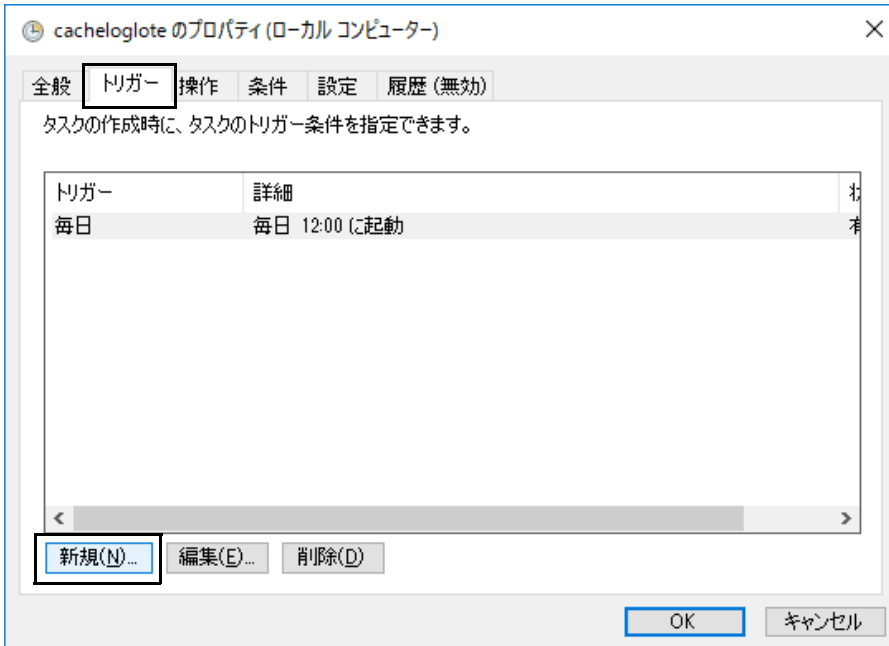 cacheloglote のプロパティ (ローカル コンピューター)
全般 トリガー 操作 条件 設定 履歴 (無効)
タスクの作成時に、タスクのトリガー条件を指定できます。
トリガー 詳細
毎日 毎日 12:00 に起動
新規(N)... 編集(E)... 削除(D)
OK キャンセル